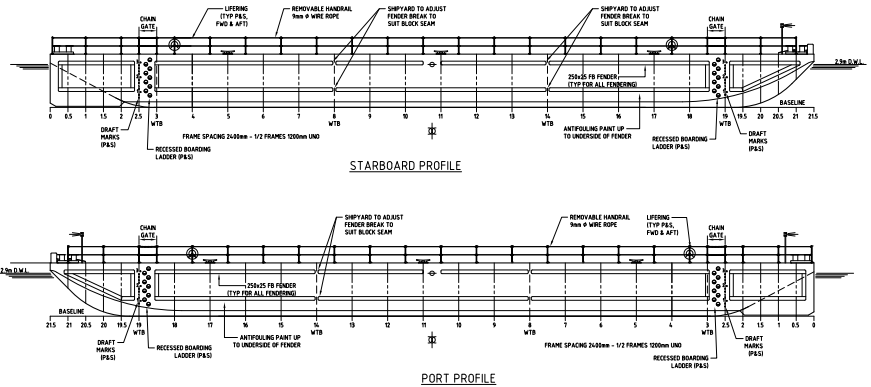 CHAIN
GATE
LIFERING
(TYP P&S,
FWD & AFT)
REMOVABLE HANDRAIL
9mm Φ WIRE ROPE
SHIPYARD TO ADJUST
FENDER BREAK TO
SUIT BLOCK SEAM
SHIPYARD TO ADJUST
FENDER BREAK TO
SUIT BLOCK SEAM
CHAIN
GATE
2.9m D.W.L.
250x25 FB FENDER
(TYP FOR ALL FENDERING)
BASELINE
0 0.5 1 1.5 2 2.5 3 4 5 6 7 8 9 10 11 12 13 14 15 16 17 18 19 19.5 20 20.5 21 21.5
WTB WTB WTB WTB
DRAFT
MARKS
(P&S)
FRAME SPACING 2400mm - 1/2 FRAMES 1200mm UNO
RECESSED BOARDING
LADDER (P&S)
ANTIFOULING PAINT UP
TO UNDERSIDE OF FENDER
RECESSED BOARDING
LADDER (P&S)
DRAFT
MARKS
(P&S)
STARBOARD PROFILE
CHAIN
GATE
SHIPYARD TO ADJUST
FENDER BREAK TO
SUIT BLOCK SEAM
REMOVABLE HANDRAIL
9mm Φ WIRE ROPE
LIFERING
(TYP P&S,
FWD & AFT)
CHAIN
GATE
2.9m D.W.L.
250x25 FB FENDER
(TYP FOR ALL FENDERING)
BASELINE
21.5 21 20.5 20 19.5 19 18 17 16 15 14 13 12 11 10 9 8 7 6 5 4 3 2.5 2 1.5 1 0.5 0
WTB WTB WTB WTB
DRAFT
MARKS
(P&S)
RECESSED BOARDING
LADDER (P&S)
ANTIFOULING PAINT UP
TO UNDERSIDE OF FENDER
FRAME SPACING 2400mm - 1/2 FRAMES 1200mm UNO
RECESSED BOARDING
LADDER (P&S)
DRAFT
MARKS
(P&S)
PORT PROFILE